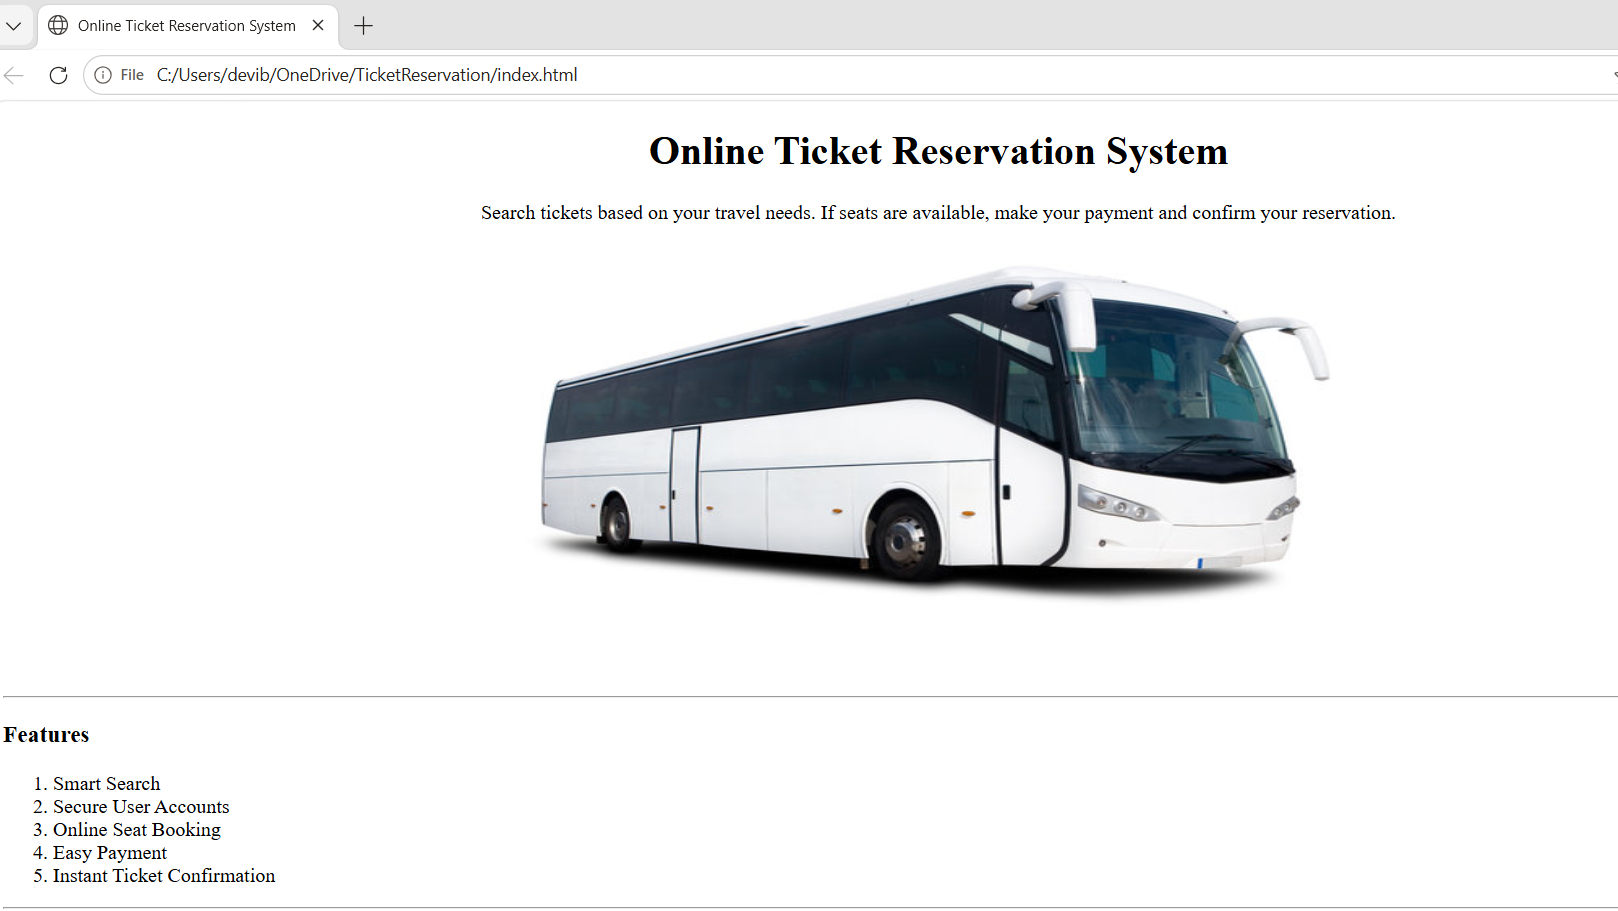 Online Ticket Reservation System
File C:/Users/devib/OneDrive/TicketReservation/index.html
Online Ticket Reservation System
Search tickets based on your travel needs. If seats are available, make your payment and confirm your reservation.
Features
1. Smart Search
2. Secure User Accounts
3. Online Seat Booking
4. Easy Payment
5. Instant Ticket Confirmation